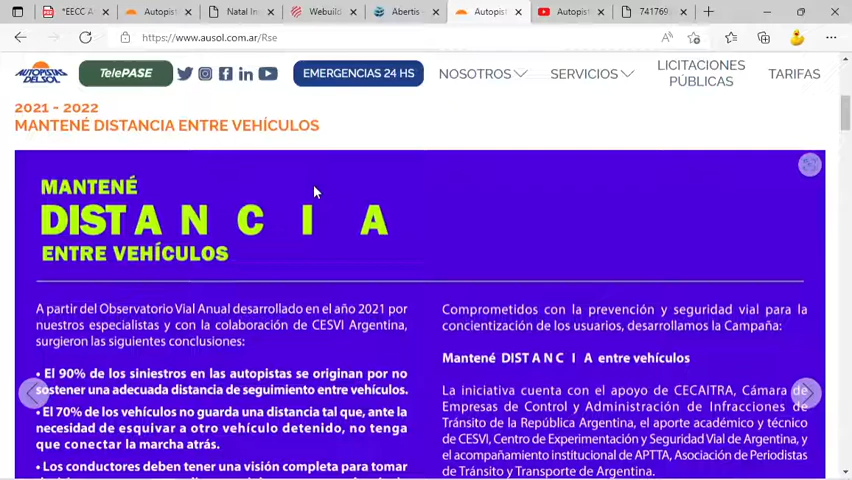 *EECC A
Autopist
Natal In
Webuild
Abertis -
Autopist
Autopist
741769
https://www.ausol.com.ar/Rse
AUTOPISTAS
DEL SOL
TelePASE
EMERGENCIAS 24 HS
NOSOTROS
SERVICIOS
LICITACIONES
PÚBLICAS
TARIFAS
2021 - 2022
MANTENÉ DISTANCIA ENTRE VEHÍCULOS
MANTENÉ
DIST A N C I A
ENTRE VEHÍCULOS
A partir del Observatorio Vial Anual desarrollado en el año 2021 por
nuestros especialistas y con la colaboración de CESVI Argentina,
surgieron las siguientes conclusiones:
• El 90% de los siniestros en las autopistas se originan por no
sostener una adecuada distancia de seguimiento entre vehículos.
• El 70% de los vehículos no guarda una distancia tal que, ante la
necesidad de esquivar a otro vehículo detenido, no tenga
que conectar la marcha atrás.
• Los conductores deben tener una visión completa para tomar
Comprometidos con la prevención y seguridad vial para la
concientización de los usuarios, desarrollamos la Campaña:
Mantené DIST A N C I A entre vehículos
La iniciativa cuenta con el apoyo de CECAITRA, Cámara de
Empresas de Control y Administración de Infracciones de
Tránsito de la República Argentina, el aporte académico y técnico
de CESVI, Centro de Experimentación y Seguridad Vial de Argentina, y
el acompañamiento institucional de APTTA, Asociación de Periodistas
de Tránsito y Transporte de Argentina.